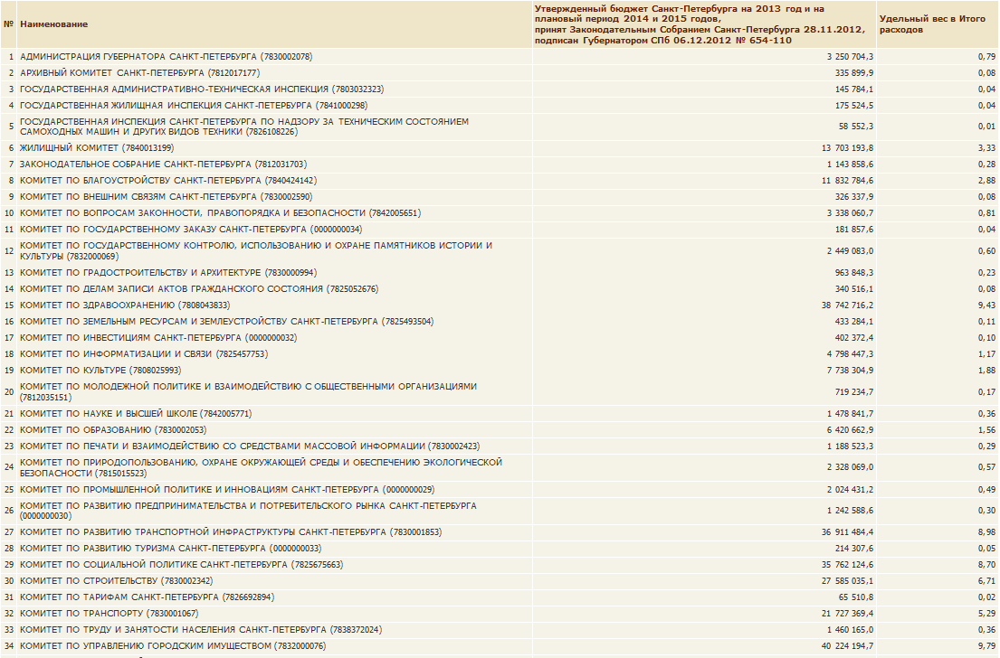 № Наименование Утвержденный бюджет Санкт-Петербурга на 2013 год и на плановый период 2014 и 2015 годов, принят Законодательным Собранием Санкт-Петербурга 28.11.2012, подписан Губернатором СПб 06.12.2012 № 654-110 Удельный вес в Итого расходов
1 АДМИНИСТРАЦИЯ ГУБЕРНАТОРА САНКТ-ПЕТЕРБУРГА (7830002078) 3 250 704,3 0,79
2 АРХИВНЫЙ КОМИТЕТ САНКТ-ПЕТЕРБУРГА (7812017177) 335 899,9 0,08
3 ГОСУДАРСТВЕННАЯ АДМИНИСТРАТИВНО-ТЕХНИЧЕСКАЯ ИНСПЕКЦИЯ (7803032323) 145 784,1 0,04
4 ГОСУДАРСТВЕННАЯ ЖИЛИЩНАЯ ИНСПЕКЦИЯ САНКТ-ПЕТЕРБУРГА (7841000298) 175 524,5 0,04
5 ГОСУДАРСТВЕННАЯ ИНСПЕКЦИЯ САНКТ-ПЕТЕРБУРГА ПО НАДЗОРУ ЗА ТЕХНИЧЕСКИМ СОСТОЯНИЕМ
САМОХОДНЫХ МАШИН И ДРУГИХ ВИДОВ ТЕХНИКИ (7826108226) 58 552,3 0,01
6 ЖИЛИЩНЫЙ КОМИТЕТ (7840013199) 13 703 193,8 3,33
7 ЗАКОНОДАТЕЛЬНОЕ СОБРАНИЕ САНКТ-ПЕТЕРБУРГА (7812031703) 1 143 858,6 0,28
8 КОМИТЕТ ПО БЛАГОУСТРОЙСТВУ САНКТ-ПЕТЕРБУРГА (7840424142) 11 832 784,6 2,88
9 КОМИТЕТ ПО ВНЕШНИМ СВЯЗЯМ САНКТ-ПЕТЕРБУРГА (7830002590) 326 337,9 0,08
10 КОМИТЕТ ПО ВОПРОСАМ ЗАКОННОСТИ, ПРАВОПОРЯДКА И БЕЗОПАСНОСТИ (7842005651) 3 338 060,7 0,81
11 КОМИТЕТ ПО ГОСУДАРСТВЕННОМУ ЗАКАЗУ САНКТ-ПЕТЕРБУРГА (0000000034) 181 857,6 0,04
12 КОМИТЕТ ПО ГОСУДАРСТВЕННОМУ КОНТРОЛЮ, ИСПОЛЬЗОВАНИЮ И ОХРАНЕ ПАМЯТНИКОВ ИСТОРИИ И
КУЛЬТУРЫ (7832000069) 2 449 083,0 0,60
13 КОМИТЕТ ПО ГРАДОСТРОИТЕЛЬСТВУ И АРХИТЕКТУРЕ (7830000994) 963 848,3 0,23
14 КОМИТЕТ ПО ДЕЛАМ ЗАПИСИ АКТОВ ГРАЖДАНСКОГО СОСТОЯНИЯ (7825052676) 340 516,1 0,08
15 КОМИТЕТ ПО ЗДРАВООХРАНЕНИЮ (7808043833) 38 742 716,2 9,43
16 КОМИТЕТ ПО ЗЕМЕЛЬНЫМ РЕСУРСАМ И ЗЕМЛЕУСТРОЙСТВУ САНКТ-ПЕТЕРБУРГА (7825493504) 433 284,1 0,11
17 КОМИТЕТ ПО ИНВЕСТИЦИЯМ САНКТ-ПЕТЕРБУРГА (0000000032) 402 372,4 0,10
18 КОМИТЕТ ПО ИНФОРМАТИЗАЦИИ И СВЯЗИ (7825457753) 4 798 447,3 1,17
19 КОМИТЕТ ПО КУЛЬТУРЕ (7808025993) 7 738 304,9 1,88
20 КОМИТЕТ ПО МОЛОДЕЖНОЙ ПОЛИТИКЕ И ВЗАИМОДЕЙСТВИЮ С ОБЩЕСТВЕННЫМИ ОРГАНИЗАЦИЯМИ
(7812035151) 719 234,7 0,17
21 КОМИТЕТ ПО НАУКЕ И ВЫСШЕЙ ШКОЛЕ (7842005771) 1 478 841,7 0,36
22 КОМИТЕТ ПО ОБРАЗОВАНИЮ (7830002053) 6 420 662,9 1,56
23 КОМИТЕТ ПО ПЕЧАТИ И ВЗАИМОДЕЙСТВИЮ СО СРЕДСТВАМИ МАССОВОЙ ИНФОРМАЦИИ (7830002423) 1 188 523,3 0,29
24 КОМИТЕТ ПО ПРИРОДОПОЛЬЗОВАНИЮ, ОХРАНЕ ОКРУЖАЮЩЕЙ СРЕДЫ И ОБЕСПЕЧЕНИЮ ЭКОЛОГИЧЕСКОЙ
БЕЗОПАСНОСТИ (7815015523) 2 328 069,0 0,57
25 КОМИТЕТ ПО ПРОМЫШЛЕННОЙ ПОЛИТИКЕ И ИННОВАЦИЯМ САНКТ-ПЕТЕРБУРГА (0000000029) 2 024 431,2 0,49
26 КОМИТЕТ ПО РАЗВИТИЮ ПРЕДПРИНИМАТЕЛЬСТВА И ПОТРЕБИТЕЛЬСКОГО РЫНКА САНКТ-ПЕТЕРБУРГА
(0000000030) 1 242 588,6 0,30
27 КОМИТЕТ ПО РАЗВИТИЮ ТРАНСПОРТНОЙ ИНФРАСТРУКТУРЫ САНКТ-ПЕТЕРБУРГА (7830001853) 36 911 484,4 8,98
28 КОМИТЕТ ПО РАЗВИТИЮ ТУРИЗМА САНКТ-ПЕТЕРБУРГА (0000000033) 214 307,6 0,05
29 КОМИТЕТ ПО СОЦИАЛЬНОЙ ПОЛИТИКЕ САНКТ-ПЕТЕРБУРГА (7825675663) 35 762 124,6 8,70
30 КОМИТЕТ ПО СТРОИТЕЛЬСТВУ (7830002342) 27 585 035,1 6,71
31 КОМИТЕТ ПО ТАРИФАМ САНКТ-ПЕТЕРБУРГА (7826692894) 65 510,8 0,02
32 КОМИТЕТ ПО ТРАНСПОРТУ (7830001067) 21 727 369,4 5,29
33 КОМИТЕТ ПО ТРУДУ И ЗАНЯТОСТИ НАСЕЛЕНИЯ САНКТ-ПЕТЕРБУРГА (7838372024) 1 460 165,0 0,36
34 КОМИТЕТ ПО УПРАВЛЕНИЮ ГОРОДСКИМ ИМУЩЕСТВОМ (7832000076) 40 224 194,7 9,79